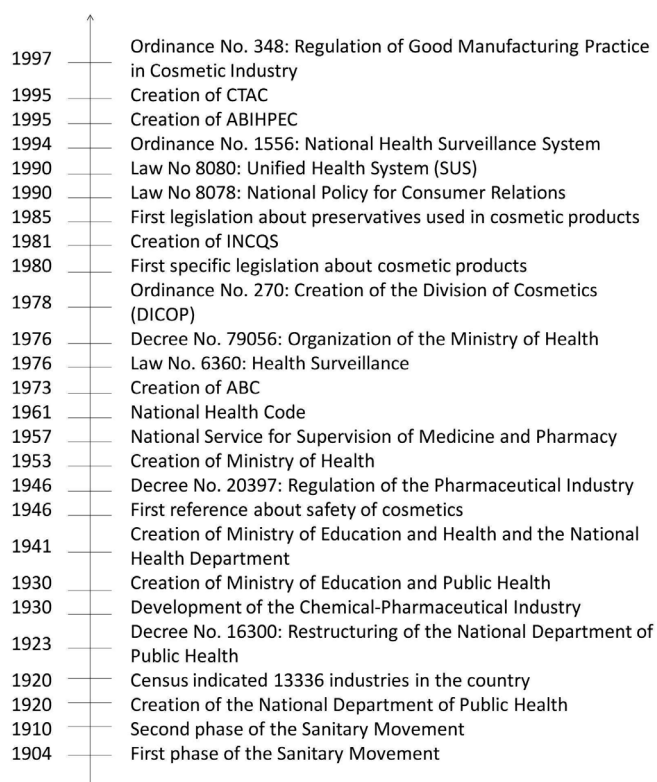 1997 Ordinance No. 348: Regulation of Good Manufacturing Practice
in Cosmetic Industry
1995 Creation of CTAC
1995 Creation of ABIHPEC
1994 Ordinance No. 1556: National Health Surveillance System
1990 Law No 8080: Unified Health System (SUS)
1990 Law No 8078: National Policy for Consumer Relations
1985 First legislation about preservatives used in cosmetic products
1981 Creation of INCQS
1980 First specific legislation about cosmetic products
1978 Ordinance No. 270: Creation of the Division of Cosmetics
(DICOP)
1976 Decree No. 79056: Organization of the Ministry of Health
1976 Law No. 6360: Health Surveillance
1973 Creation of ABC
1961 National Health Code
1957 National Service for Supervision of Medicine and Pharmacy
1953 Creation of Ministry of Health
1946 Decree No. 20397: Regulation of the Pharmaceutical Industry
1946 First reference about safety of cosmetics
1941 Creation of Ministry of Education and Health and the National
Health Department
1930 Creation of Ministry of Education and Public Health
1930 Development of the Chemical-Pharmaceutical Industry
1923 Decree No. 16300: Restructuring of the National Department of
Public Health
1920 Census indicated 13336 industries in the country
1920 Creation of the National Department of Public Health
1910 Second phase of the Sanitary Movement
1904 First phase of the Sanitary Movement